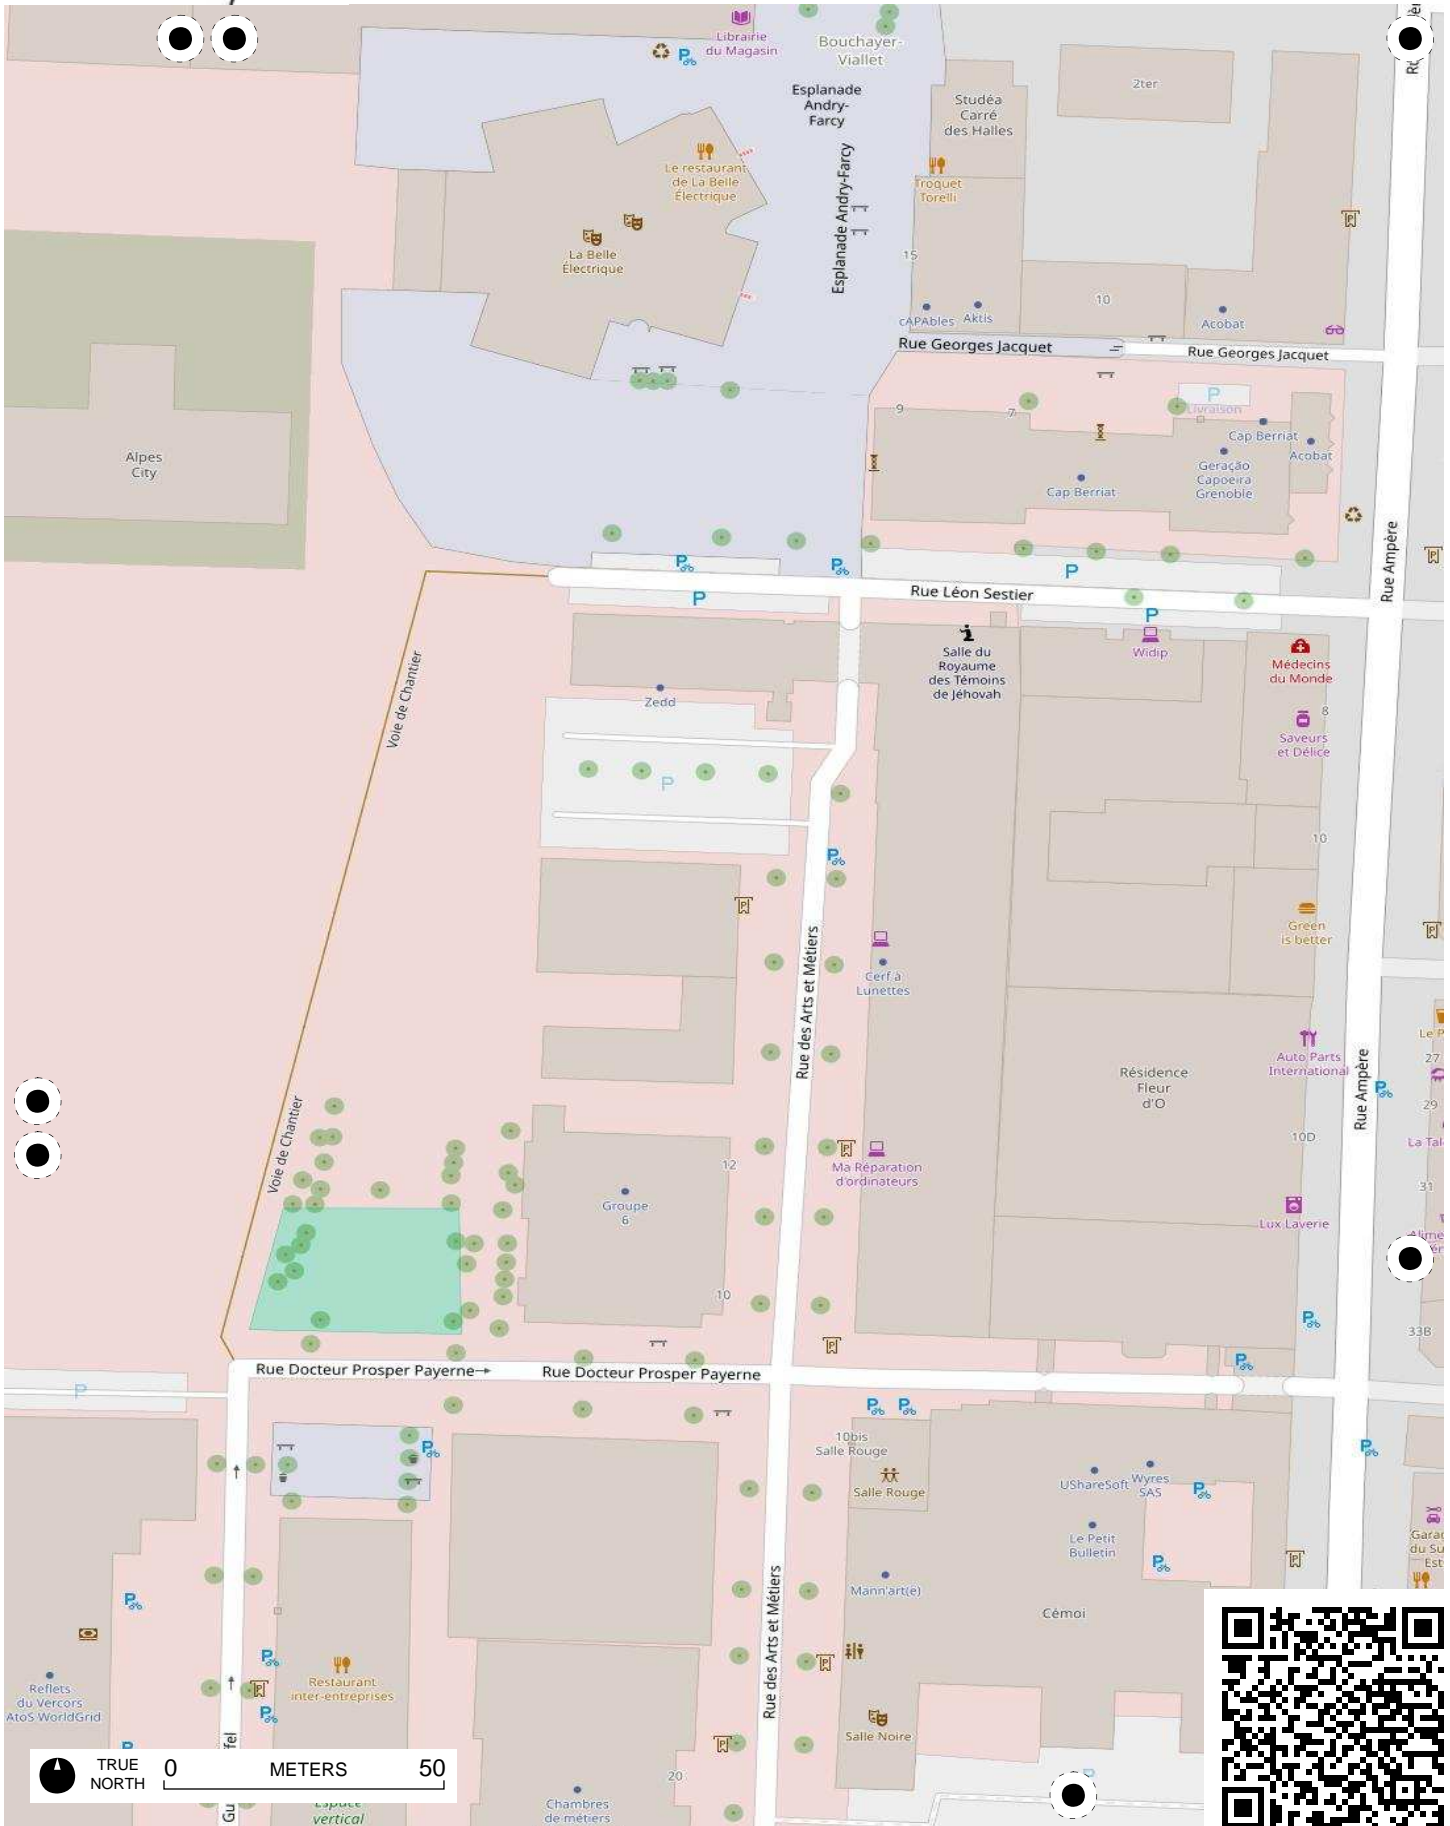 Librairie
du Magasin
Bouchayer-
Viallet
Esplanade
Andry-
Farcy
Studéa
Carré
des Halles
2ter
Le restaurant
de La Belle
Électrique
Troquet
Torelli
Esplanade Andry-Farcy
La Belle
Électrique
15
10
cAPAbles
Aktis
Acobat
Rue Georges Jacquet
Rue Georges Jacquet
P
Livraison
9
7
Cap Berriat
Acobat
Geração
Capoeira
Grenoble
Cap Berriat
Alpes
City
Rue Ampère
P
P
P
Rue Léon Sestier
P
P
Salle du
Royaume
des Témoins
de Jéhovah
Widip
Médecins
du Monde
Voie de Chantier
Zedd
8
Saveurs
et Délice
P
10
P
Green
is better
Rue des Arts et Métiers
Cerf à
Lunettes
Auto Parts
International
27
Rue Ampère
Résidence
Fleur
d'O
29
10D
Voie de Chantier
12
Ma Réparation
d'ordinateurs
31
Groupe
6
Lux Laverie
10
33B
Rue Docteur Prosper Payerne
Rue Docteur Prosper Payerne
P
P
P
P
10bis
Salle Rouge
P
P
Salle Rouge
UShareSoft
Wyres
SAS
P
Le Petit
Bulletin
P
Mann'art(e)
Cémoi
P
P
Rue des Arts et Métiers
Reflets
du Vercors
AtoS WorldGrid
Restaurant
inter-entreprises
P
Salle Noire
TRUE
NORTH
0 METERS 50
20
Chambres
de métiers
Espace
vertical